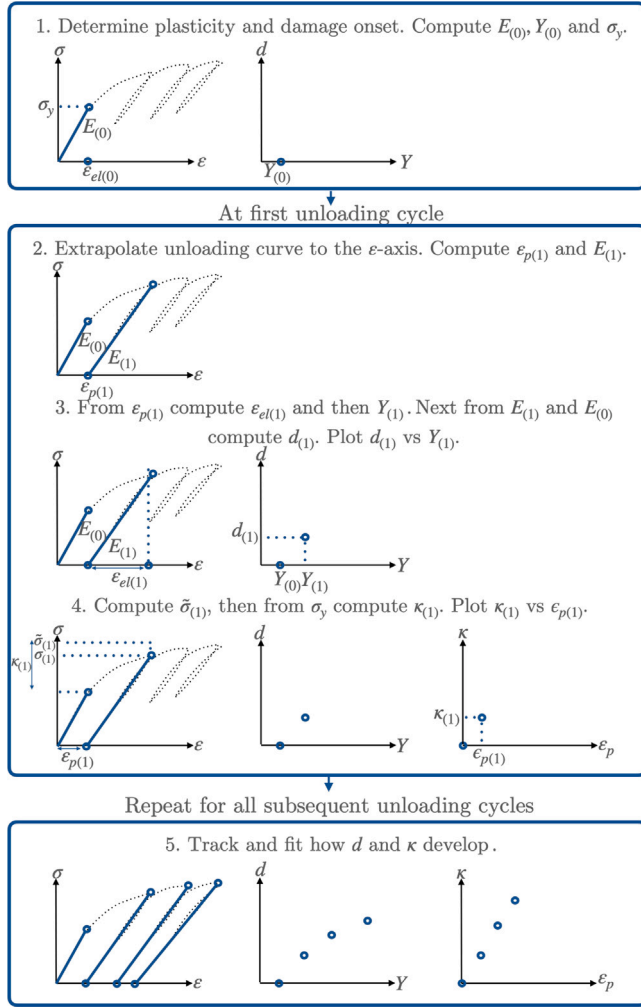 1. Determine plasticity and damage onset. Compute E(0), Y(0) and σy.
σ
d
σy
E(0)
ε
Y
εel(0)
Y(0)
At first unloading cycle
2. Extrapolate unloading curve to the ε-axis. Compute εp(1) and E(1).
σ
E(0)
E(1)
ε
εp(1)
3. From εp(1) compute εel(1) and then Y(1). Next from E(1) and E(0)
compute d(1). Plot d(1) vs Y(1).
σ
d
E(0)
d(1)
E(1)
ε
Y
εel(1)
Y(0) Y(1)
4. Compute σ̃(1), then from σy compute κ(1). Plot κ(1) vs ϵp(1).
σ
d
κ
σ̃(1)
σ(1)
κ(1)
κ(1)
ε
Y
εp
εp(1)
ϵp(1)
Repeat for all subsequent unloading cycles
5. Track and fit how d and κ develop.
σ
d
κ
ε
Y
εp